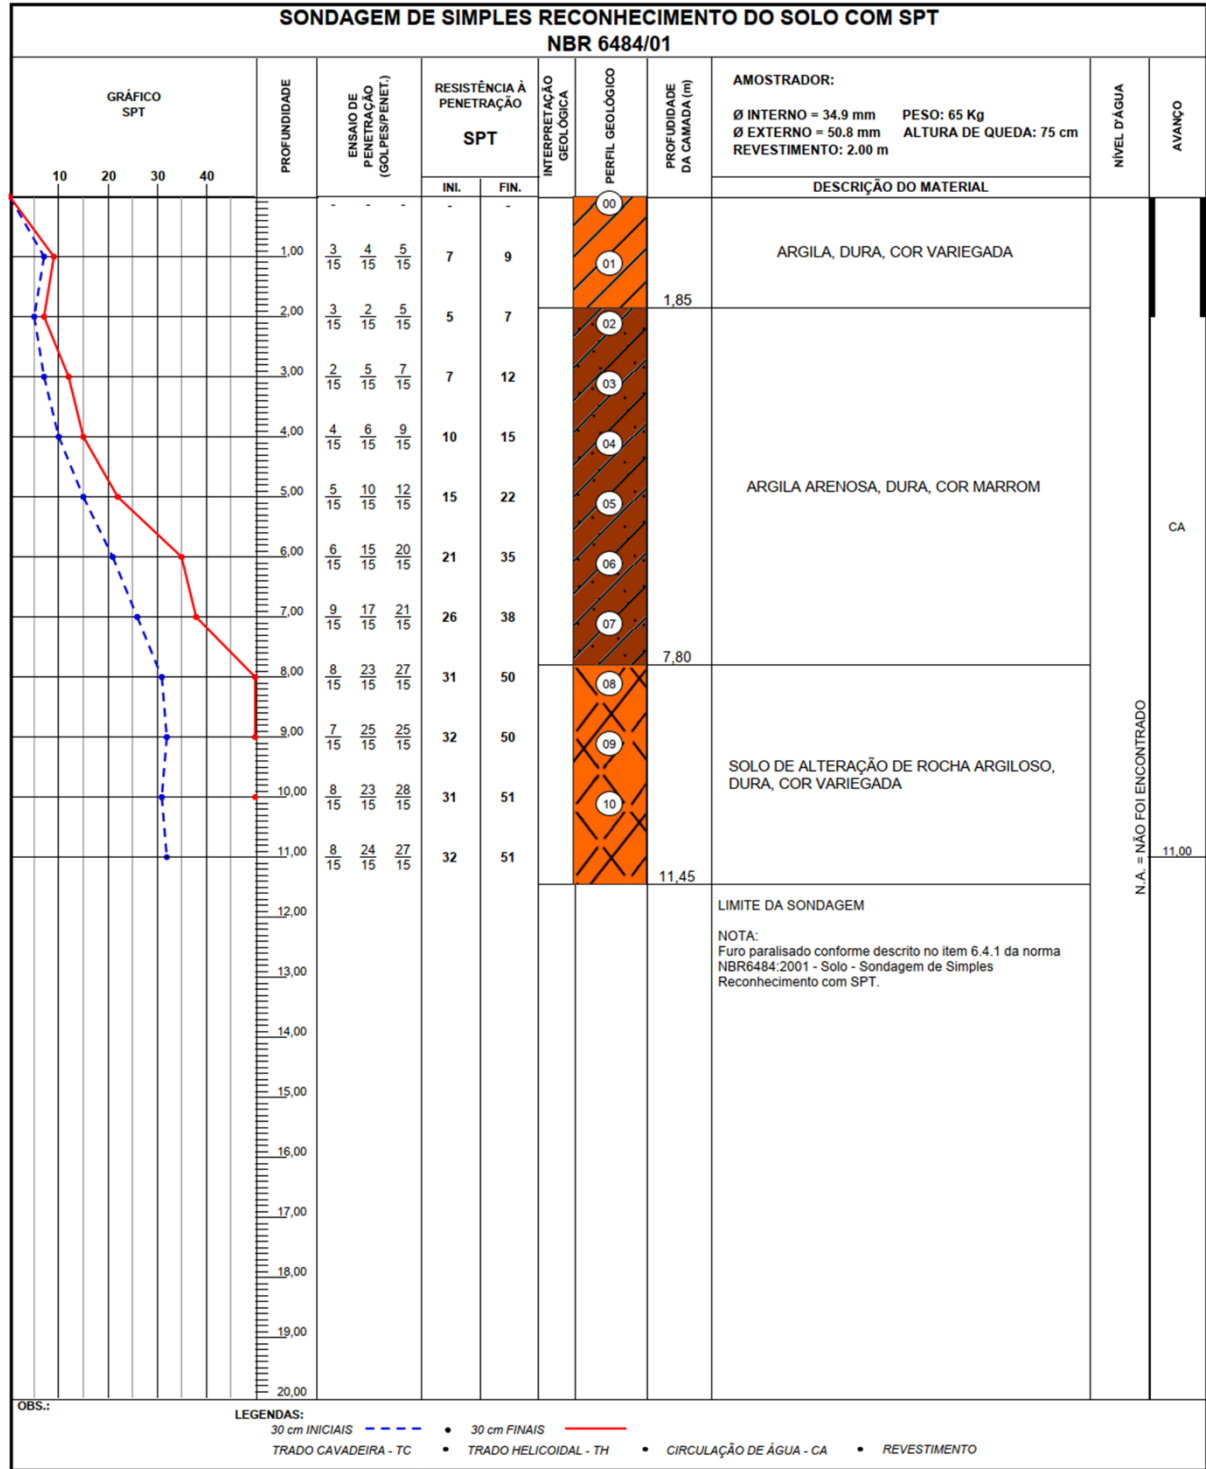 SONDAGEM DE SIMPLES RECONHECIMENTO DO SOLO COM SPT
NBR 6484/01
GRÁFICO
SPT
10 20 30 40
PROFUNDIDADE
ENSAIO DE
PENETRAÇÃO
(GOLPES/PENET.)
RESISTÊNCIA À
PENETRAÇÃO
SPT
INI. FIN.
INTERPRETAÇÃO
GEOLÓGICA
PERFIL GEOLÓGICO
PROFUDIDADE
DA CAMADA (m)
AMOSTRADOR:
Ø INTERNO = 34.9 mm PESO: 65 Kg
Ø EXTERNO = 50.8 mm ALTURA DE QUEDA: 75 cm
REVESTIMENTO: 2.00 m
DESCRIÇÃO DO MATERIAL
NÍVEL D'ÁGUA
AVANÇO
- - - - -
00
1,00 3/15 4/15 5/15 7 9
01
ARGILA, DURA, COR VARIEGADA
1,85
2,00 3/15 2/15 5/15 5 7
02
3,00 2/15 5/15 7/15 7 12
03
4,00 4/15 6/15 9/15 10 15
04
5,00 5/15 10/15 12/15 15 22
05
ARGILA ARENOSA, DURA, COR MARROM
CA
6,00 6/15 15/15 20/15 21 35
06
7,00 9/15 17/15 21/15 26 38
07
7,80
8,00 8/15 23/15 27/15 31 50
08
9,00 7/15 25/15 25/15 32 50
09
SOLO DE ALTERAÇÃO DE ROCHA ARGILOSO,
DURA, COR VARIEGADA
10,00 8/15 23/15 28/15 31 51
10
11,00 8/15 24/15 27/15 32 51
11,00
11,45
N.A. = NÃO FOI ENCONTRADO
LIMITE DA SONDAGEM
NOTA:
Furo paralisado conforme descrito no item 6.4.1 da norma
NBR6484:2001 - Solo - Sondagem de Simples
Reconhecimento com SPT.
12,00
13,00
14,00
15,00
16,00
17,00
18,00
19,00
20,00
OBS.:
LEGENDAS:
30 cm INICIAIS • 30 cm FINAIS
TRADO CAVADEIRA - TC • TRADO HELICOIDAL - TH • CIRCULAÇÃO DE ÁGUA - CA • REVESTIMENTO